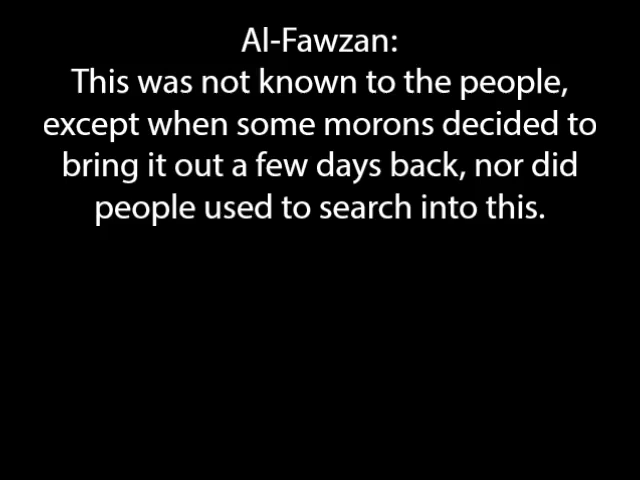 Al-Fawzan:
This was not known to the people,
except when some morons decided to
bring it out a few days back, nor did
people used to search into this.